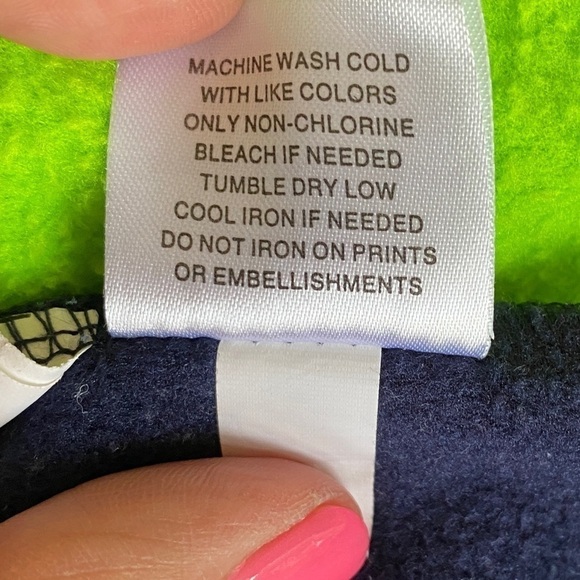 MACHINE WASH COLD
WITH LIKE COLORS
ONLY NON-CHLORINE
BLEACH IF NEEDED
TUMBLE DRY LOW
COOL IRON IF NEEDED
DO NOT IRON ON PRINTS
OR EMBELLISHMENTS